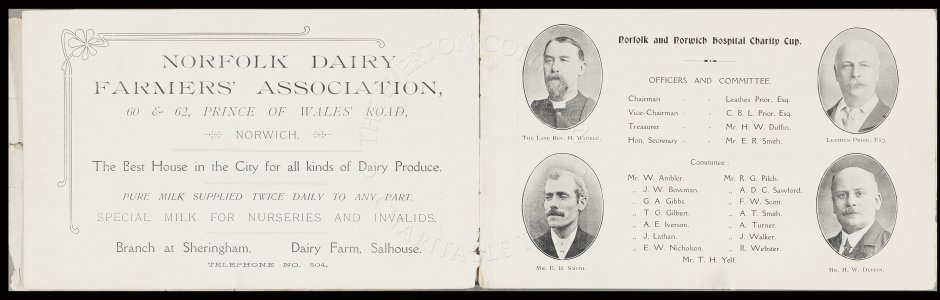 NORFOLK DAIRY
FARMERS' ASSOCIATION,
60 & 62, PRINCE OF WALES' ROAD,
NORWICH.
The Best House in the City for all kinds of Dairy Produce.
PURE MILK SUPPLIED TWICE DAILY TO ANY PART.
SPECIAL MILK FOR NURSERIES AND INVALIDS.
Branch at Sheringham. Dairy Farm, Salhouse.
TELEPHONE NO. 504.
Norfolk and Norwich Hospital Charity Cup.
OFFICERS AND COMMITTEE.
Chairman - - Leathes Prior, Esq.
Vice-Chairman - - C. B. L. Prior, Esq.
Treasurer - - Mr. H. W. Duffin.
Hon. Secretary - - Mr. E. R. Smith.
Committee:
Mr. W. Ambler. Mr. R. G. Pilch.
,, J. W. Bowman. ,, A. D. C. Sawford.
,, G. A. Gibbs. ,, F. W. Scott.
,, T. G. Gilbert. ,, A. T. Smith.
,, A. E. Iverson. ,, A. Turner.
,, J. Lathan. ,, J. Walker.
,, E. W. Nicholson. ,, R. Webster.
Mr. T. H. Yelf.
THE LATE REV. H. WIMBLE.
LEATHES PRIOR, ESQ.
MR. E. R. SMITH.
MR. H. W. DUFFIN.